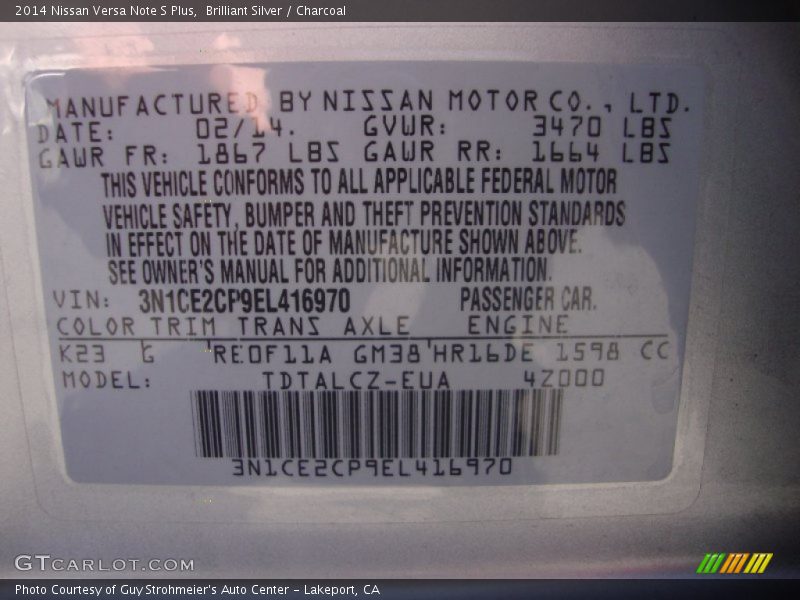 2014 Nissan Versa Note S Plus, Brilliant Silver / Charcoal
MANUFACTURED BY NISSAN MOTOR CO., LTD.
DATE: 02/14. GVWR: 3470 LBS
GAWR FR: 1867 LBS GAWR RR: 1664 LBS
THIS VEHICLE CONFORMS TO ALL APPLICABLE FEDERAL MOTOR
VEHICLE SAFETY, BUMPER AND THEFT PREVENTION STANDARDS
IN EFFECT ON THE DATE OF MANUFACTURE SHOWN ABOVE.
SEE OWNER'S MANUAL FOR ADDITIONAL INFORMATION.
VIN: 3N1CE2CP9EL416970 PASSENGER CAR.
COLOR TRIM TRANS AXLE ENGINE
K23 G 'RE0F11A GM38'HR16DE 1598 CC
MODEL: TDTALCZ-EUA 4Z000
3N1CE2CP9EL416970
GTCARLOT.COM
Photo Courtesy of Guy Strohmeier's Auto Center - Lakeport, CA